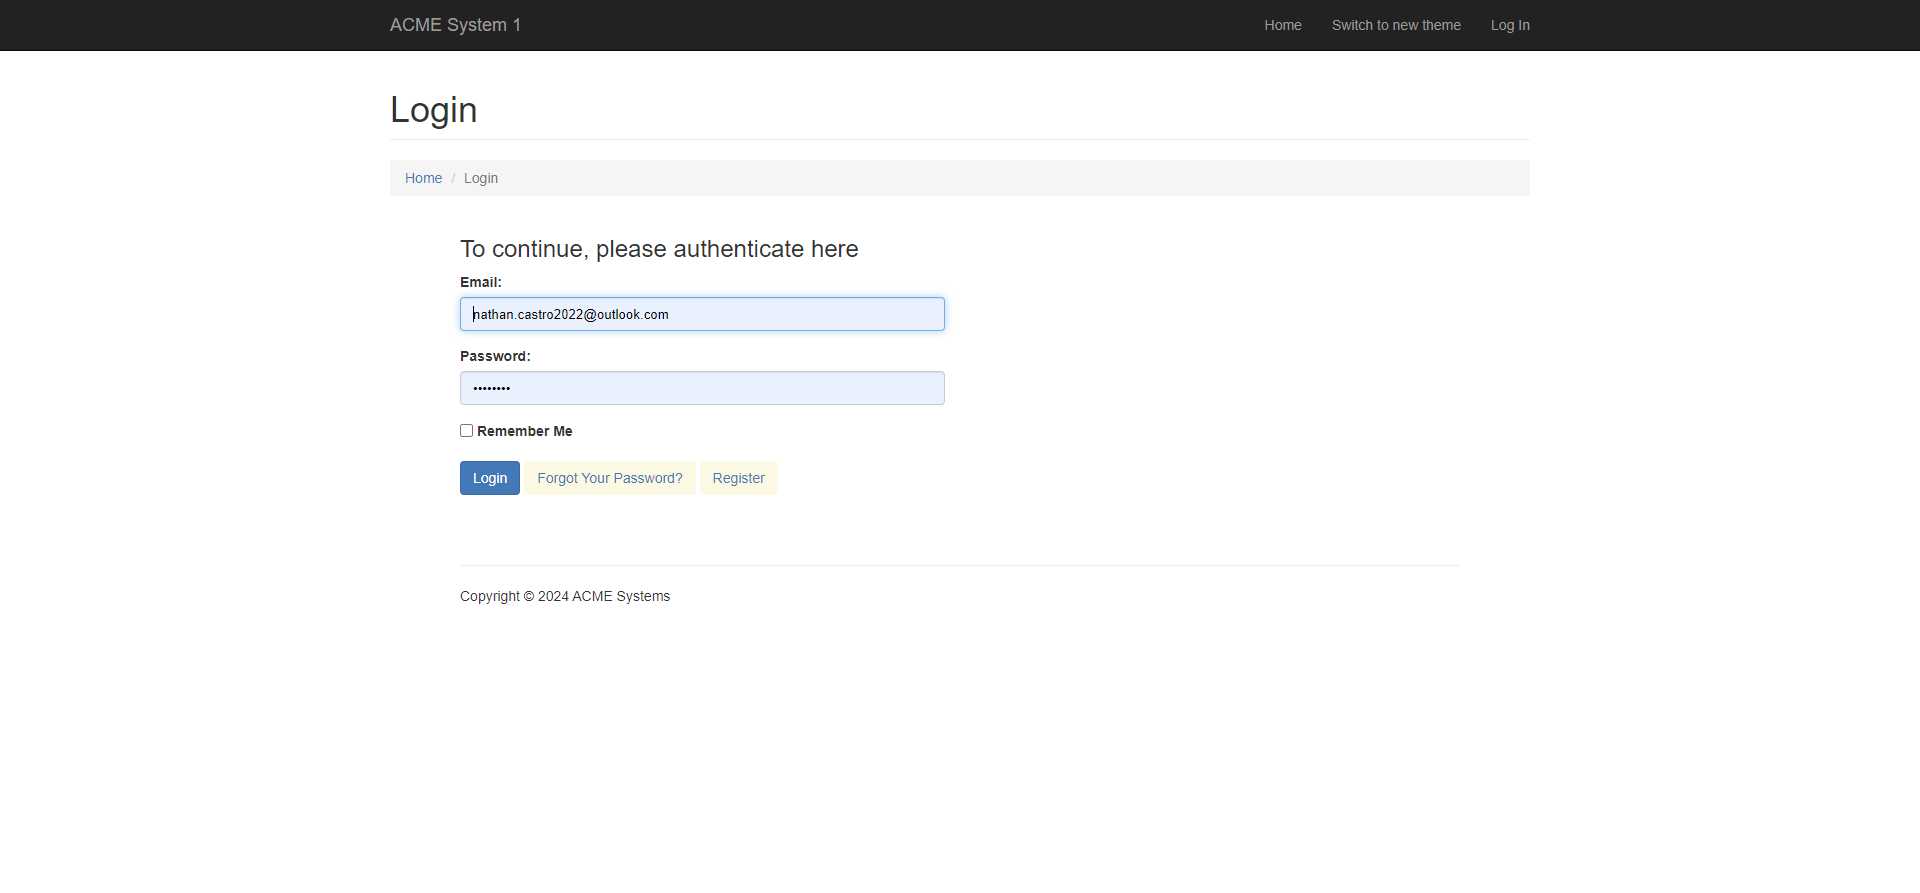 ACME System 1 Home Switch to new theme Log In
Login
Home / Login
To continue, please authenticate here
Email:
nathan.castro2022@outlook.com
Password:
••••••••
Remember Me
Login Forgot Your Password? Register
Copyright © 2024 ACME Systems